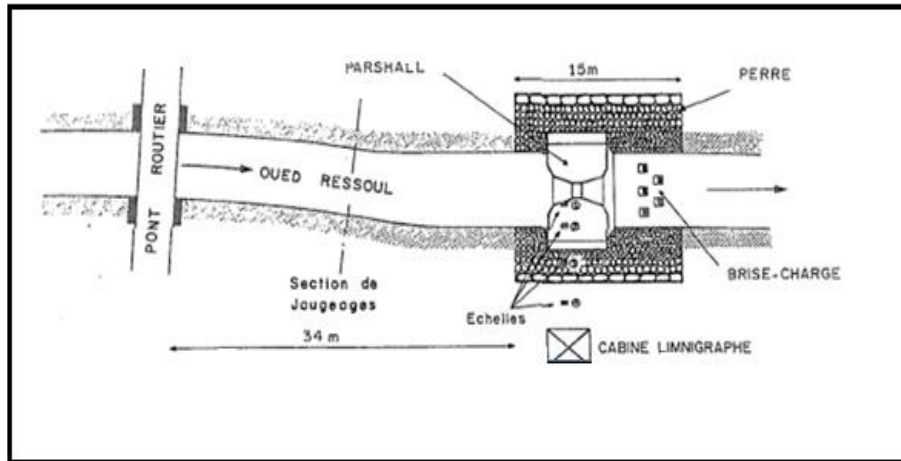 PARSHALL
15m
PERRE
PONT ROUTIER
OUED RESSOUL
BRISE-CHARGE
Section de
Jaugeages
Echelles
34 m
CABINE LIMNIGRAPHE